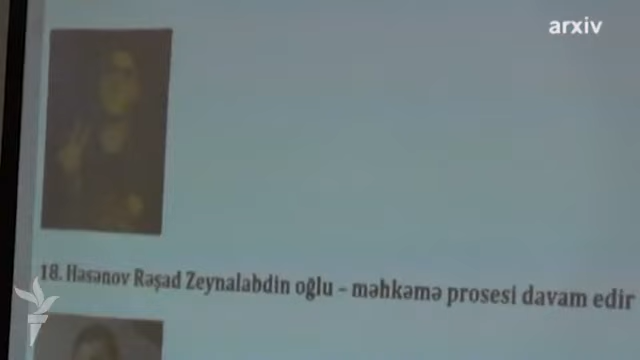 arxiv
18. Həsənov Rəşad Zeynalabdin oğlu – məhkəmə prosesi davam edir